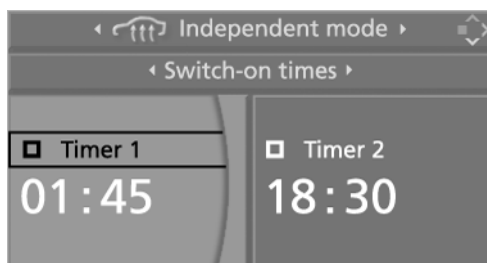 Independent mode
Switch-on times
Timer 1
01:45
Timer 2
18:30